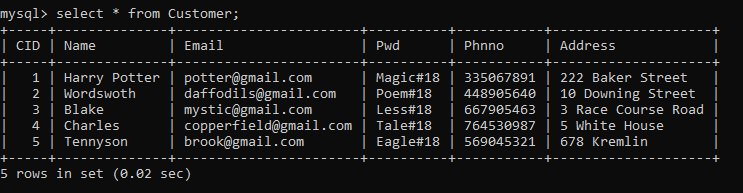 mysql> select * from Customer;
+-----+--------------+-----------------------+----------+-----------+--------------------+
| CID | Name         | Email                 | Pwd      | Phnno     | Address            |
+-----+--------------+-----------------------+----------+-----------+--------------------+
|   1 | Harry Potter | potter@gmail.com      | Magic#18 | 335067891 | 222 Baker Street   |
|   2 | Wordswoth    | daffodils@gmail.com   | Poem#18  | 448905640 | 10 Downing Street  |
|   3 | Blake        | mystic@gmail.com      | Less#18  | 667905463 | 3 Race Course Road |
|   4 | Charles      | copperfield@gmail.com | Tale#18  | 764530987 | 5 White House      |
|   5 | Tennyson     | brook@gmail.com       | Eagle#18 | 569045321 | 678 Kremlin        |
+-----+--------------+-----------------------+----------+-----------+--------------------+
5 rows in set (0.02 sec)